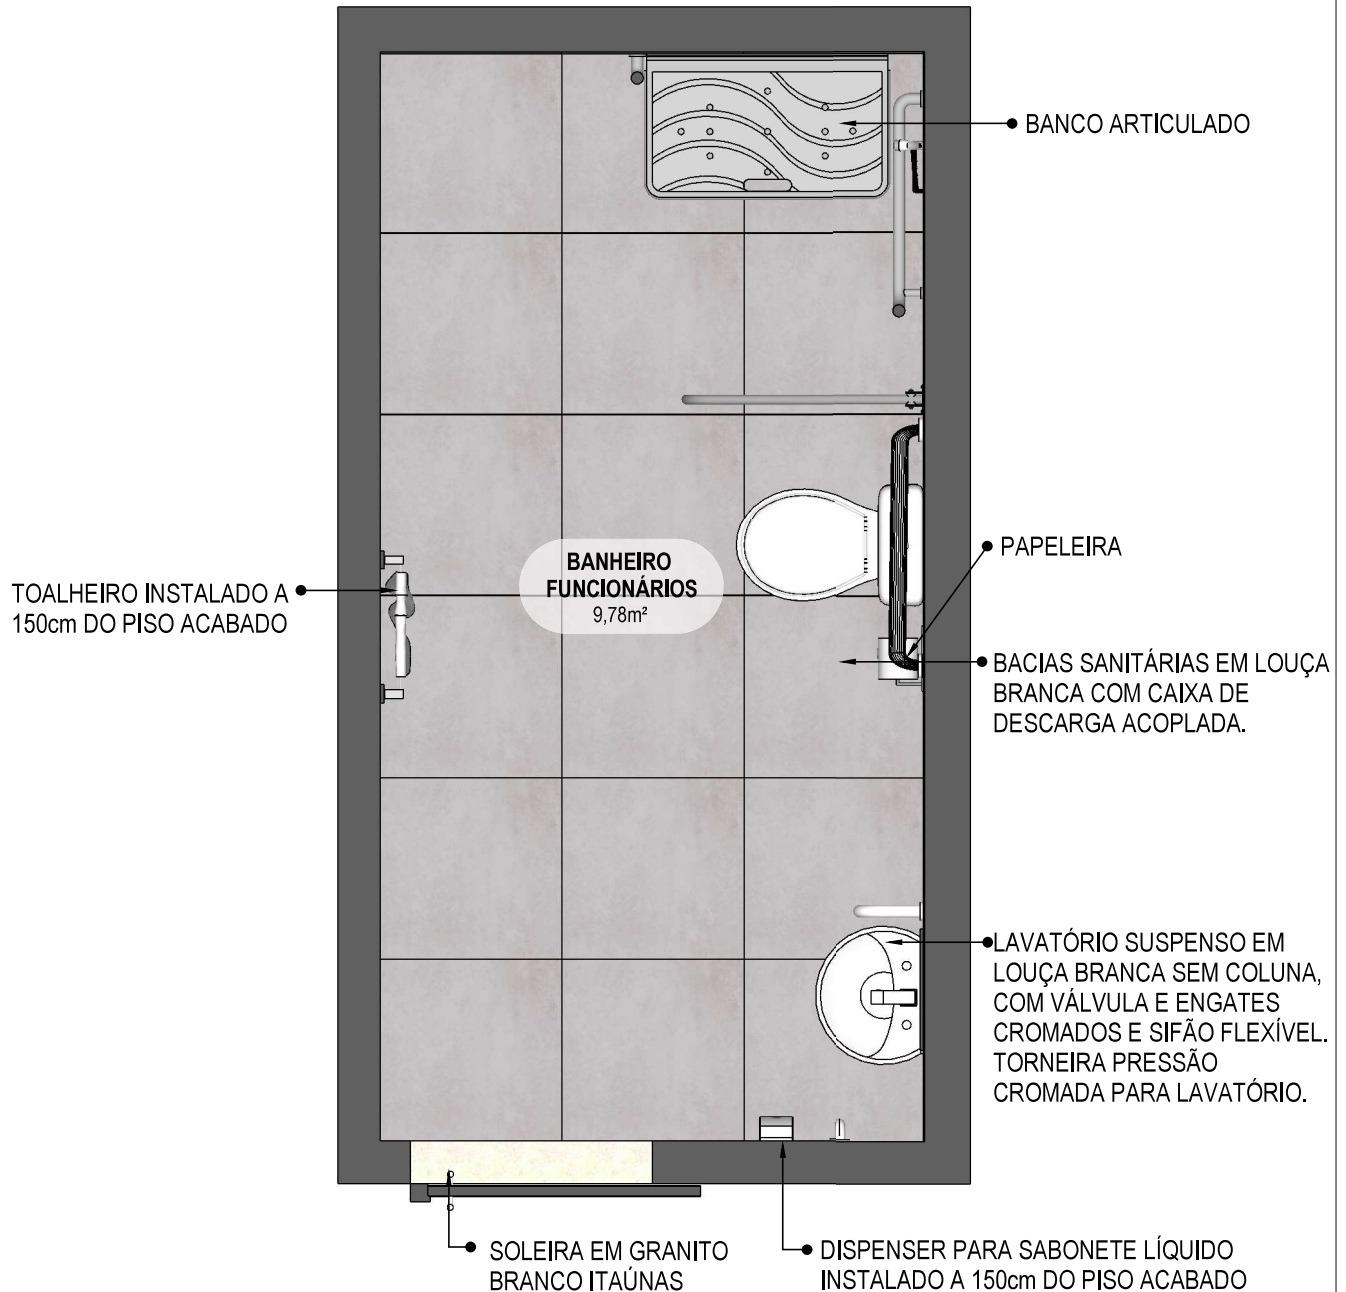 BANCO ARTICULADO
PAPELEIRA
BANHEIRO
FUNCIONÁRIOS
9,78m²
TOALHEIRO INSTALADO A
150cm DO PISO ACABADO
BACIAS SANITÁRIAS EM LOUÇA
BRANCA COM CAIXA DE
DESCARGA ACOPLADA.
LAVATÓRIO SUSPENSO EM
LOUÇA BRANCA SEM COLUNA,
COM VÁLVULA E ENGATES
CROMADOS E SIFÃO FLEXÍVEL.
TORNEIRA PRESSÃO
CROMADA PARA LAVATÓRIO.
SOLEIRA EM GRANITO
BRANCO ITAÚNAS
DISPENSER PARA SABONETE LÍQUIDO
INSTALADO A 150cm DO PISO ACABADO